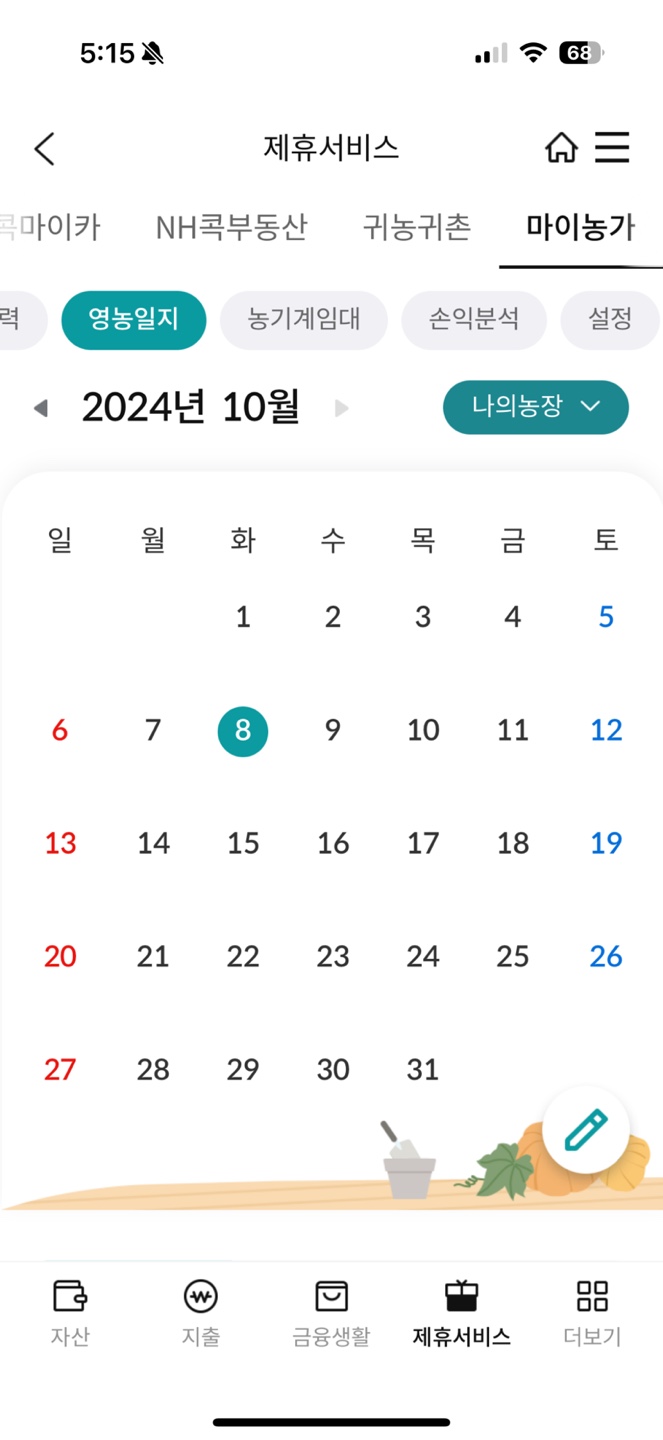 5:15
68
제휴서비스
콕마이카 NH콕부동산 귀농귀촌 마이농가
력 영농일지 농기계임대 손익분석 설정
2024년 10월 나의농장
일 월 화 수 목 금 토
1 2 3 4 5
6 7 8 9 10 11 12
13 14 15 16 17 18 19
20 21 22 23 24 25 26
27 28 29 30 31
자산 지출 금융생활 제휴서비스 더보기